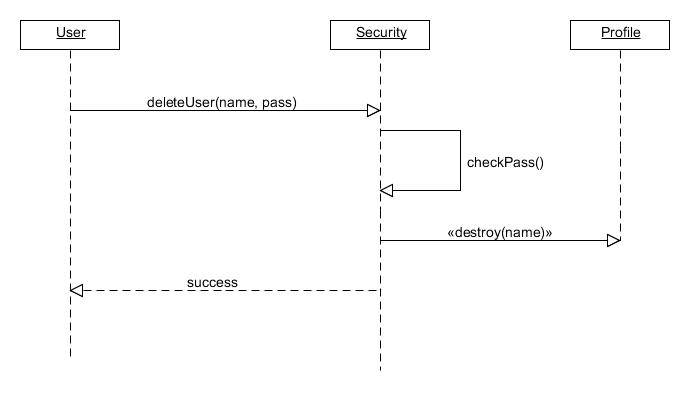 User
Security
Profile
deleteUser(name, pass)
checkPass()
«destroy(name)»
success